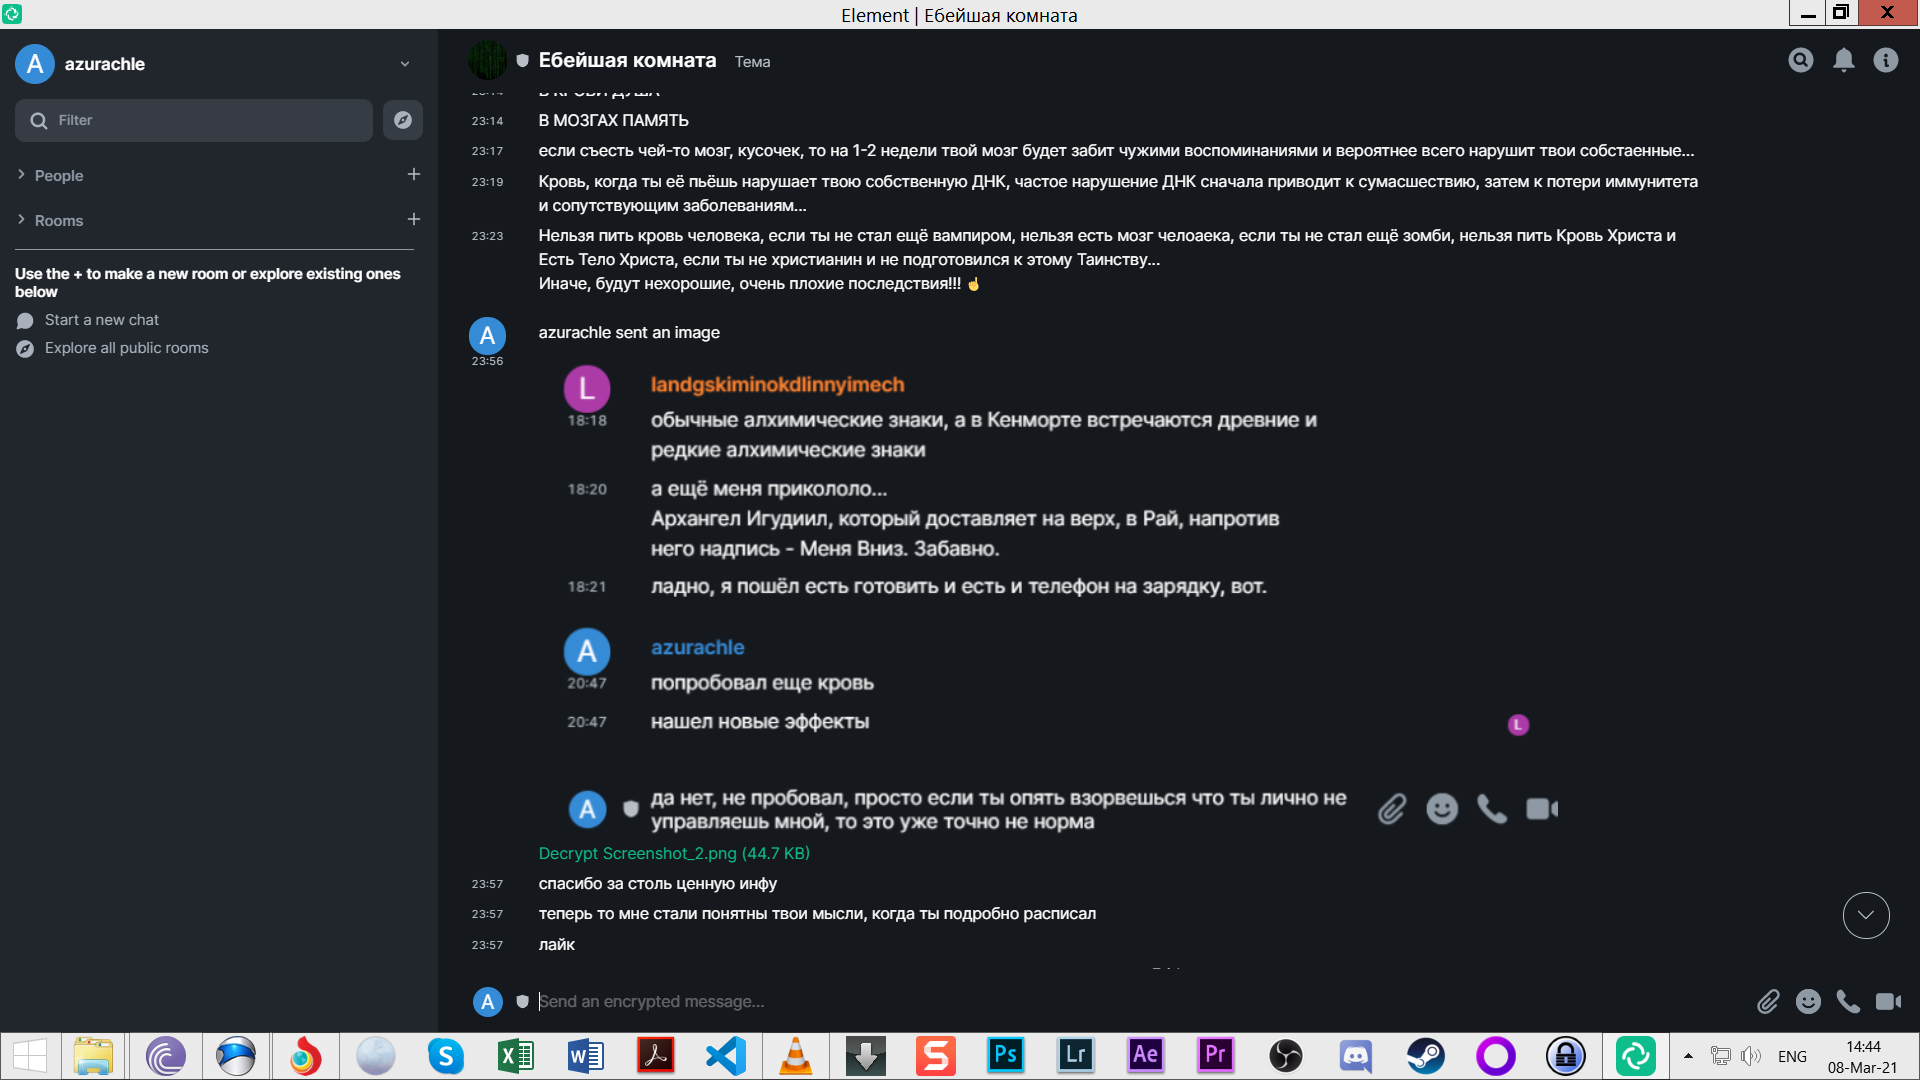 Element | Ебейшая комната
A
azurachle
Filter
People
Rooms
Use the + to make a new room or explore existing ones
below
Start a new chat
Explore all public rooms
Ебейшая комната Тема
23:14 В КРОВИ ДУША
23:14 В МОЗГАХ ПАМЯТЬ
23:17 если съесть чей-то мозг, кусочек, то на 1-2 недели твой мозг будет забит чужими воспоминаниями и вероятнее всего нарушит твои собстаенные...
23:19 Кровь, когда ты её пьёшь нарушает твою собственную ДНК, частое нарушение ДНК сначала приводит к сумасшествию, затем к потери иммунитета
и сопутствующим заболеваниям...
23:23 Нельзя пить кровь человека, если ты не стал ещё вампиром, нельзя есть мозг челоаека, если ты не стал ещё зомби, нельзя пить Кровь Христа и
Есть Тело Христа, если ты не христианин и не подготовился к этому Таинству...
Иначе, будут нехорошие, очень плохие последствия!!!
A
azurachle sent an image
23:56
L
landgskiminokdlinnyimech
18:18 обычные алхимические знаки, а в Кенморте встречаются древние и
редкие алхимические знаки
18:20 а ещё меня прикололо...
Архангел Игудиил, который доставляет на верх, в Рай, напротив
него надпись - Меня Вниз. Забавно.
18:21 ладно, я пошёл есть готовить и есть и телефон на зарядку, вот.
A
azurachle
20:47 попробовал еще кровь
20:47 нашел новые эффекты
L
A
да нет, не пробовал, просто если ты опять взорвешься что ты лично не
управляешь мной, то это уже точно не норма
Decrypt Screenshot_2.png (44.7 KB)
23:57 спасибо за столь ценную инфу
23:57 теперь то мне стали понятны твои мысли, когда ты подробно расписал
23:57 лайк
A
Send an encrypted message...
S
X
W
S
Ps
Lr
Ae
Pr
ENG
14:44
08-Mar-21